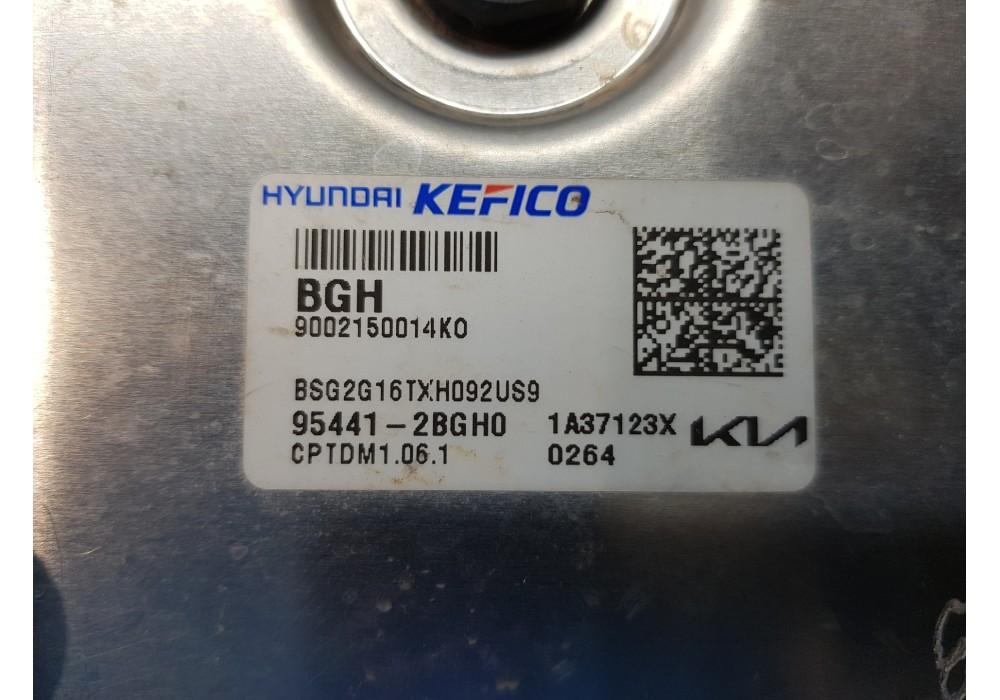 HYUNDAI KEFICO
BGH
9002150014K0
BSG2G16TXH092US9
95441-2BGH0 1A37123X KIA
CPTDM1.06.1 0264